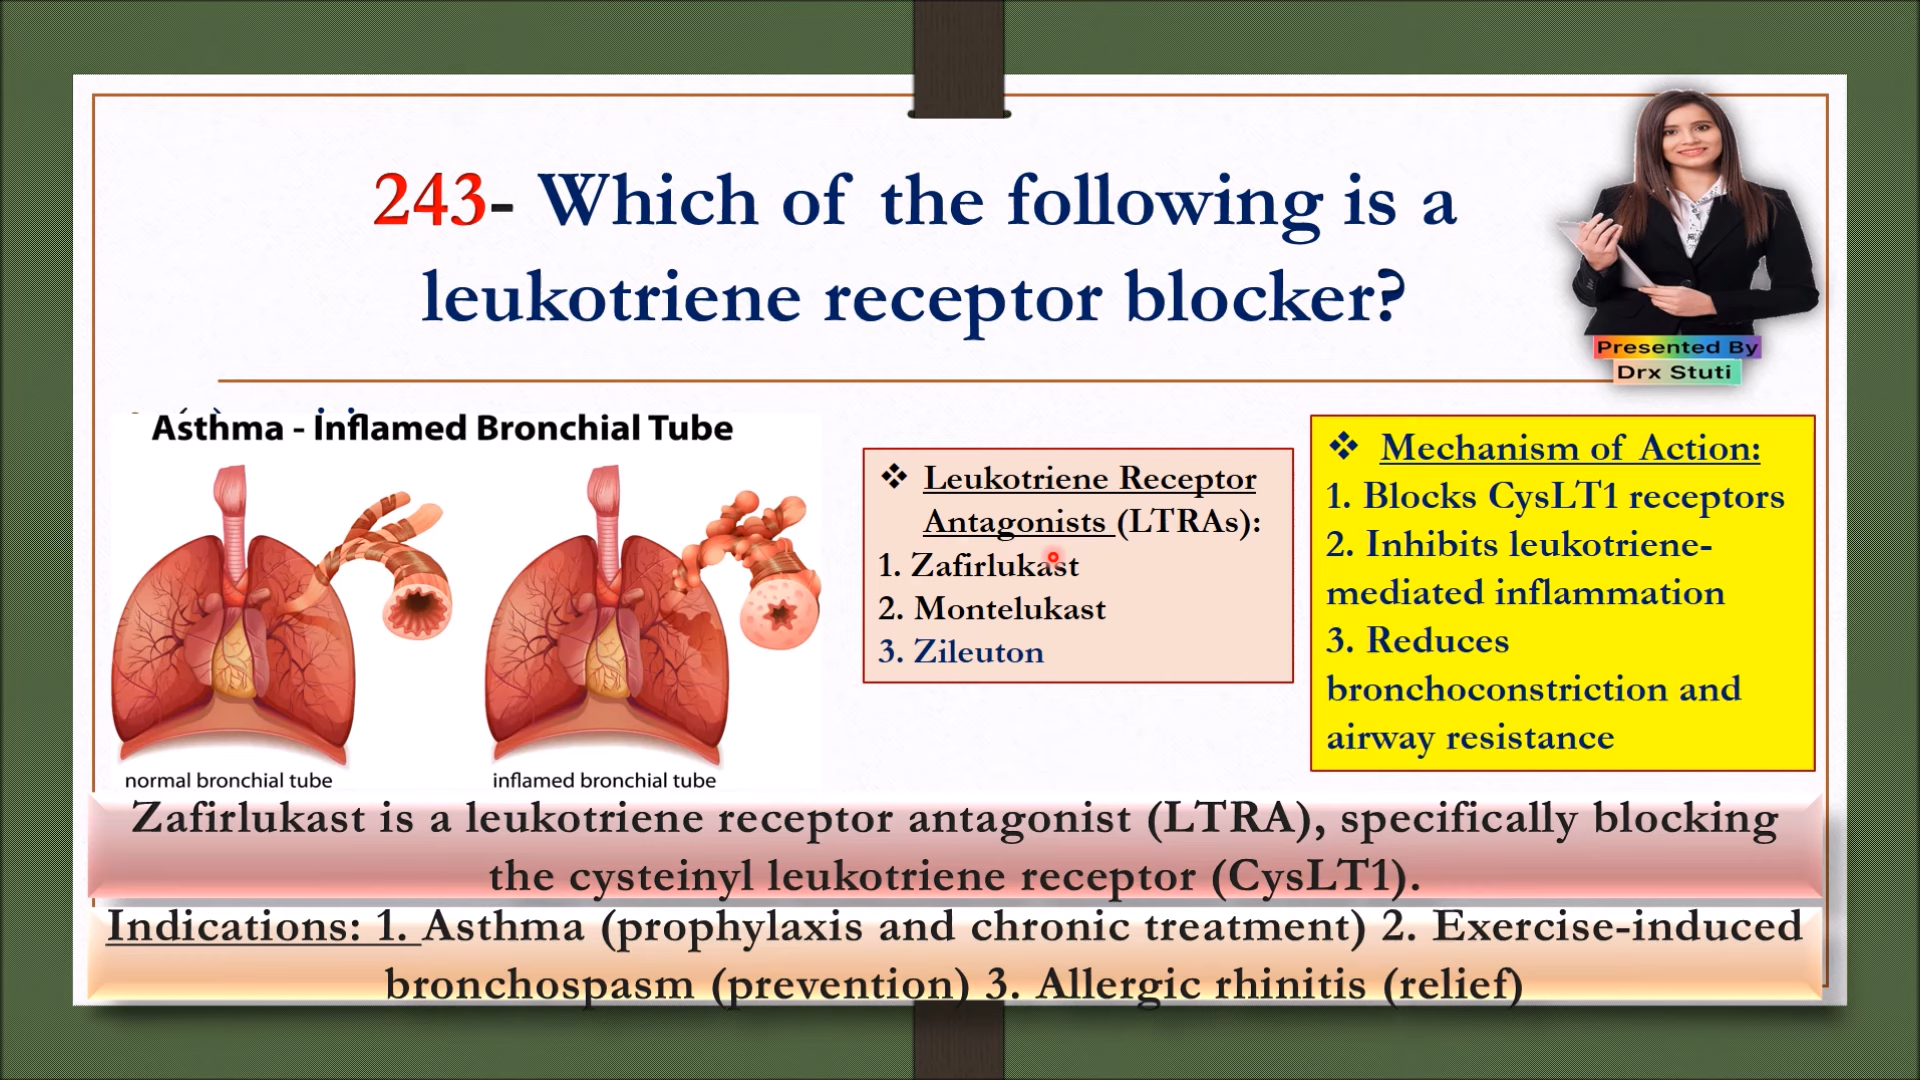 243- Which of the following is a
leukotriene receptor blocker?
Presented By
Drx Stuti
Asthma - Inflamed Bronchial Tube
normal bronchial tube
inflamed bronchial tube
❖ Leukotriene Receptor
Antagonists (LTRAs):
1. Zafirlukast
2. Montelukast
3. Zileuton
❖ Mechanism of Action:
1. Blocks CysLT1 receptors
2. Inhibits leukotriene-
mediated inflammation
3. Reduces
bronchoconstriction and
airway resistance
Zafirlukast is a leukotriene receptor antagonist (LTRA), specifically blocking
the cysteinyl leukotriene receptor (CysLT1).
Indications: 1. Asthma (prophylaxis and chronic treatment) 2. Exercise-induced
bronchospasm (prevention) 3. Allergic rhinitis (relief)